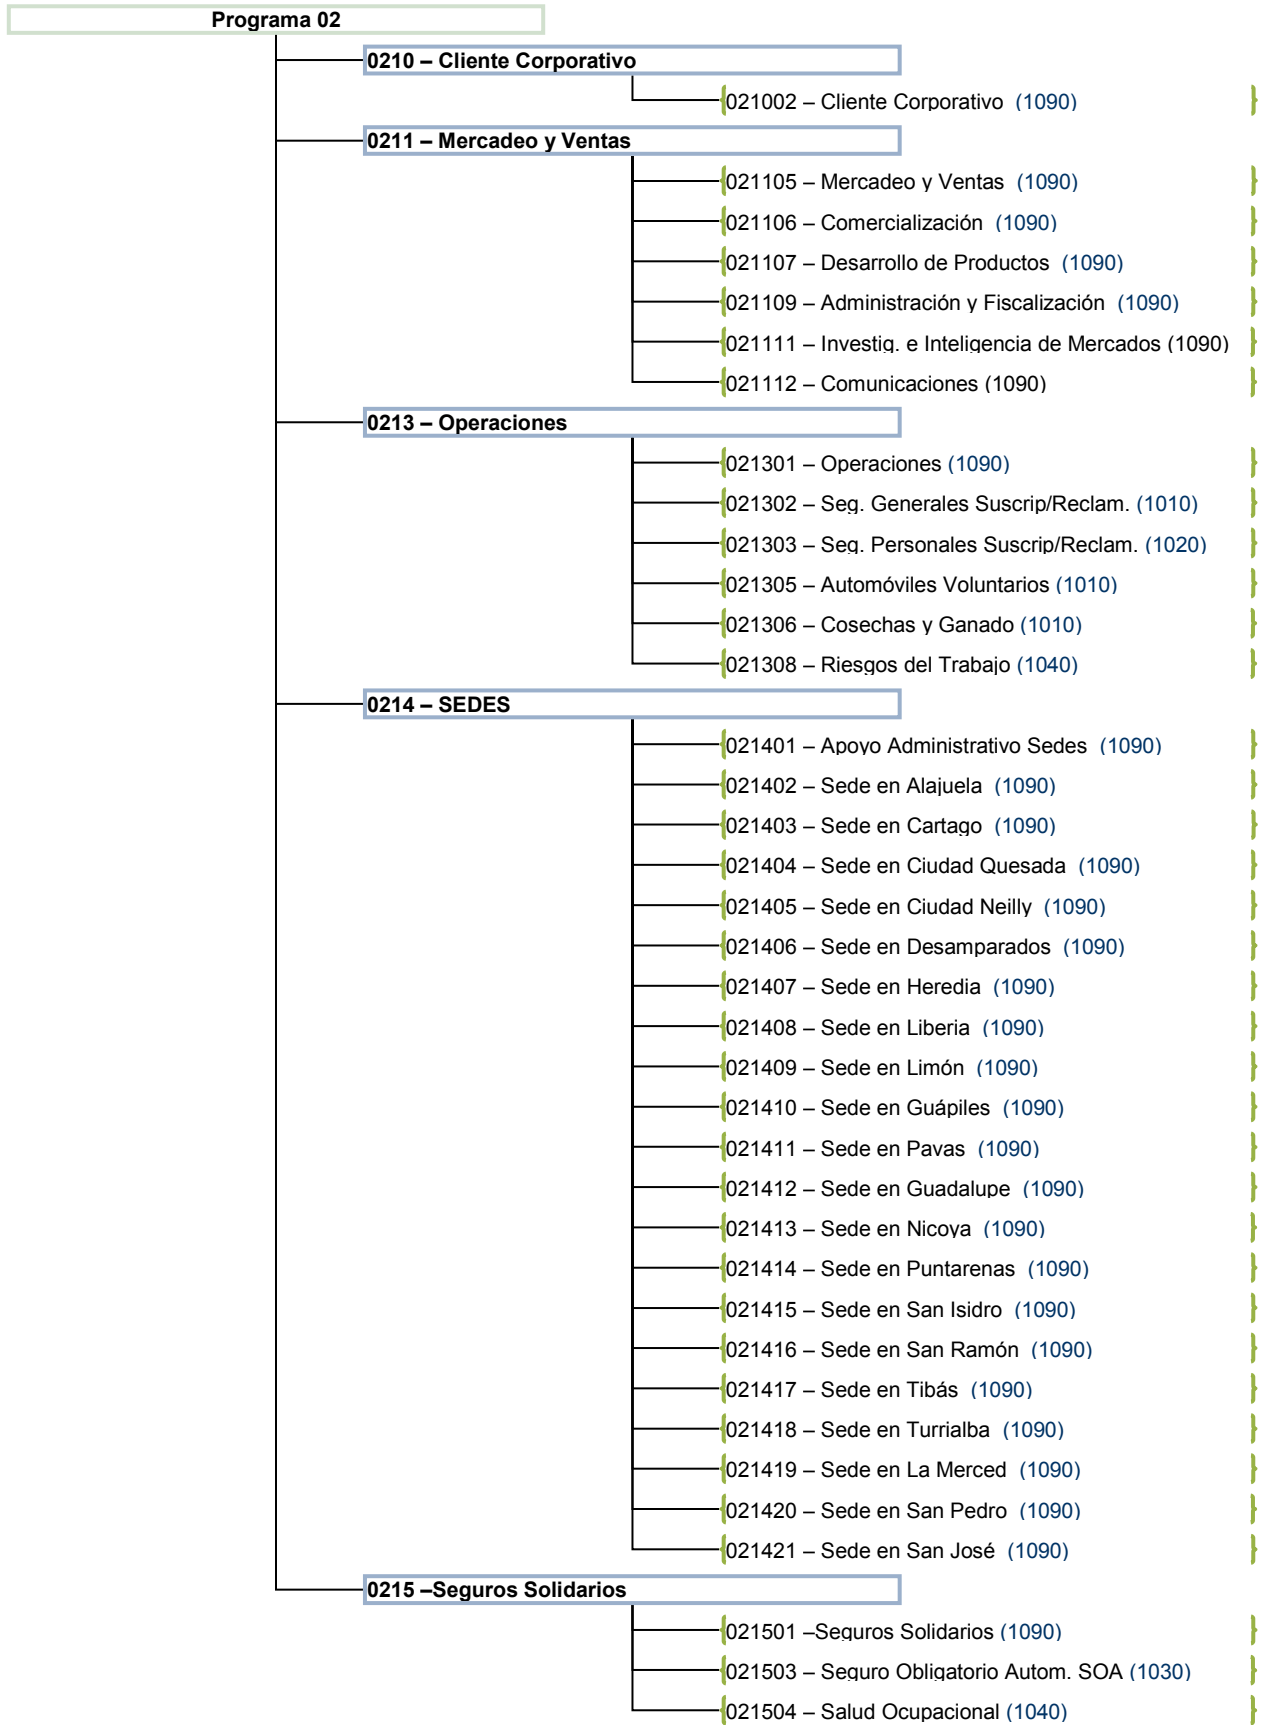 Programa 02
0210 – Cliente Corporativo
021002 – Cliente Corporativo (1090)
0211 – Mercadeo y Ventas
021105 – Mercadeo y Ventas (1090)
021106 – Comercialización (1090)
021107 – Desarrollo de Productos (1090)
021109 – Administración y Fiscalización (1090)
021111 – Investig. e Inteligencia de Mercados (1090)
021112 – Comunicaciones (1090)
0213 – Operaciones
021301 – Operaciones (1090)
021302 – Seg. Generales Suscrip/Reclam. (1010)
021303 – Seg. Personales Suscrip/Reclam. (1020)
021305 – Automóviles Voluntarios (1010)
021306 – Cosechas y Ganado (1010)
021308 – Riesgos del Trabajo (1040)
0214 – SEDES
021401 – Apoyo Administrativo Sedes (1090)
021402 – Sede en Alajuela (1090)
021403 – Sede en Cartago (1090)
021404 – Sede en Ciudad Quesada (1090)
021405 – Sede en Ciudad Neilly (1090)
021406 – Sede en Desamparados (1090)
021407 – Sede en Heredia (1090)
021408 – Sede en Liberia (1090)
021409 – Sede en Limón (1090)
021410 – Sede en Guápiles (1090)
021411 – Sede en Pavas (1090)
021412 – Sede en Guadalupe (1090)
021413 – Sede en Nicoya (1090)
021414 – Sede en Puntarenas (1090)
021415 – Sede en San Isidro (1090)
021416 – Sede en San Ramón (1090)
021417 – Sede en Tibás (1090)
021418 – Sede en Turrialba (1090)
021419 – Sede en La Merced (1090)
021420 – Sede en San Pedro (1090)
021421 – Sede en San José (1090)
0215 –Seguros Solidarios
021501 –Seguros Solidarios (1090)
021503 – Seguro Obligatorio Autom. SOA (1030)
021504 – Salud Ocupacional (1040)